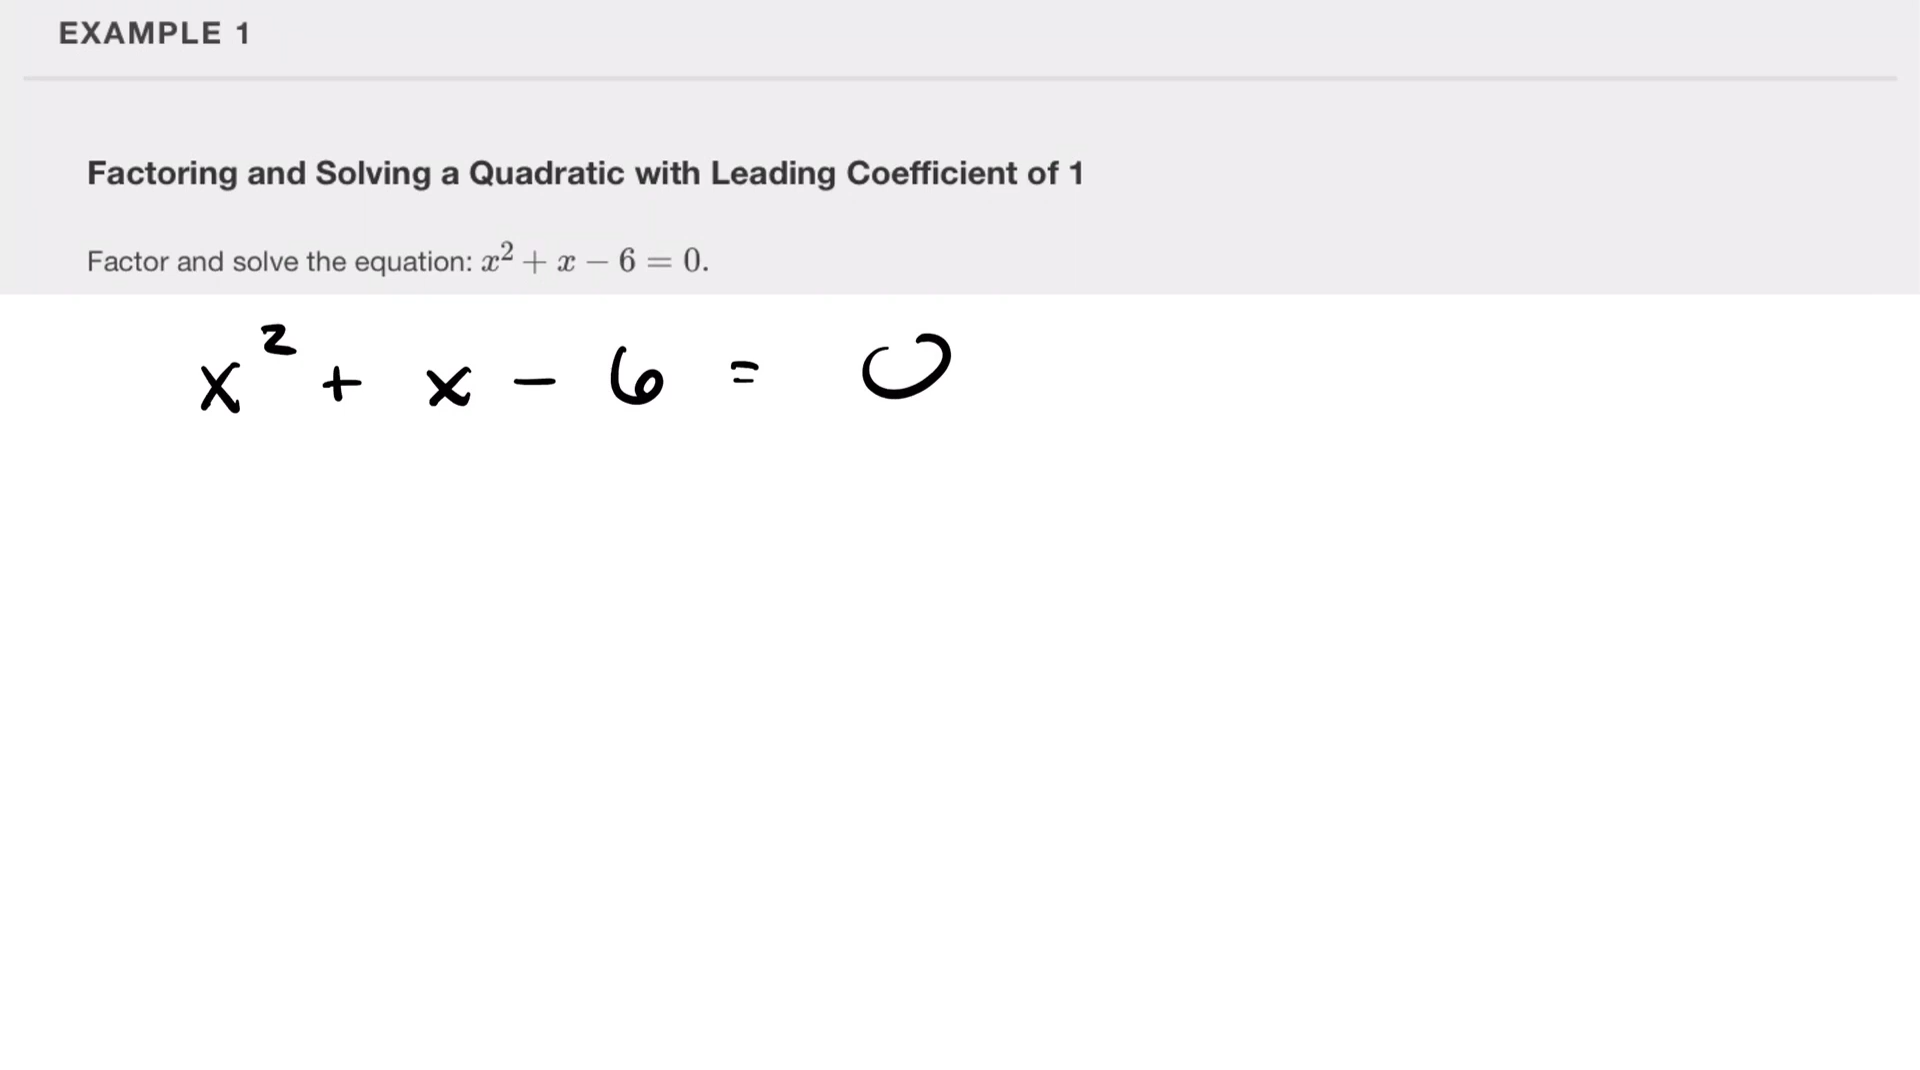 EXAMPLE 1
Factoring and Solving a Quadratic with Leading Coefficient of 1
Factor and solve the equation: x² + x − 6 = 0.
x² + x - 6 = 0